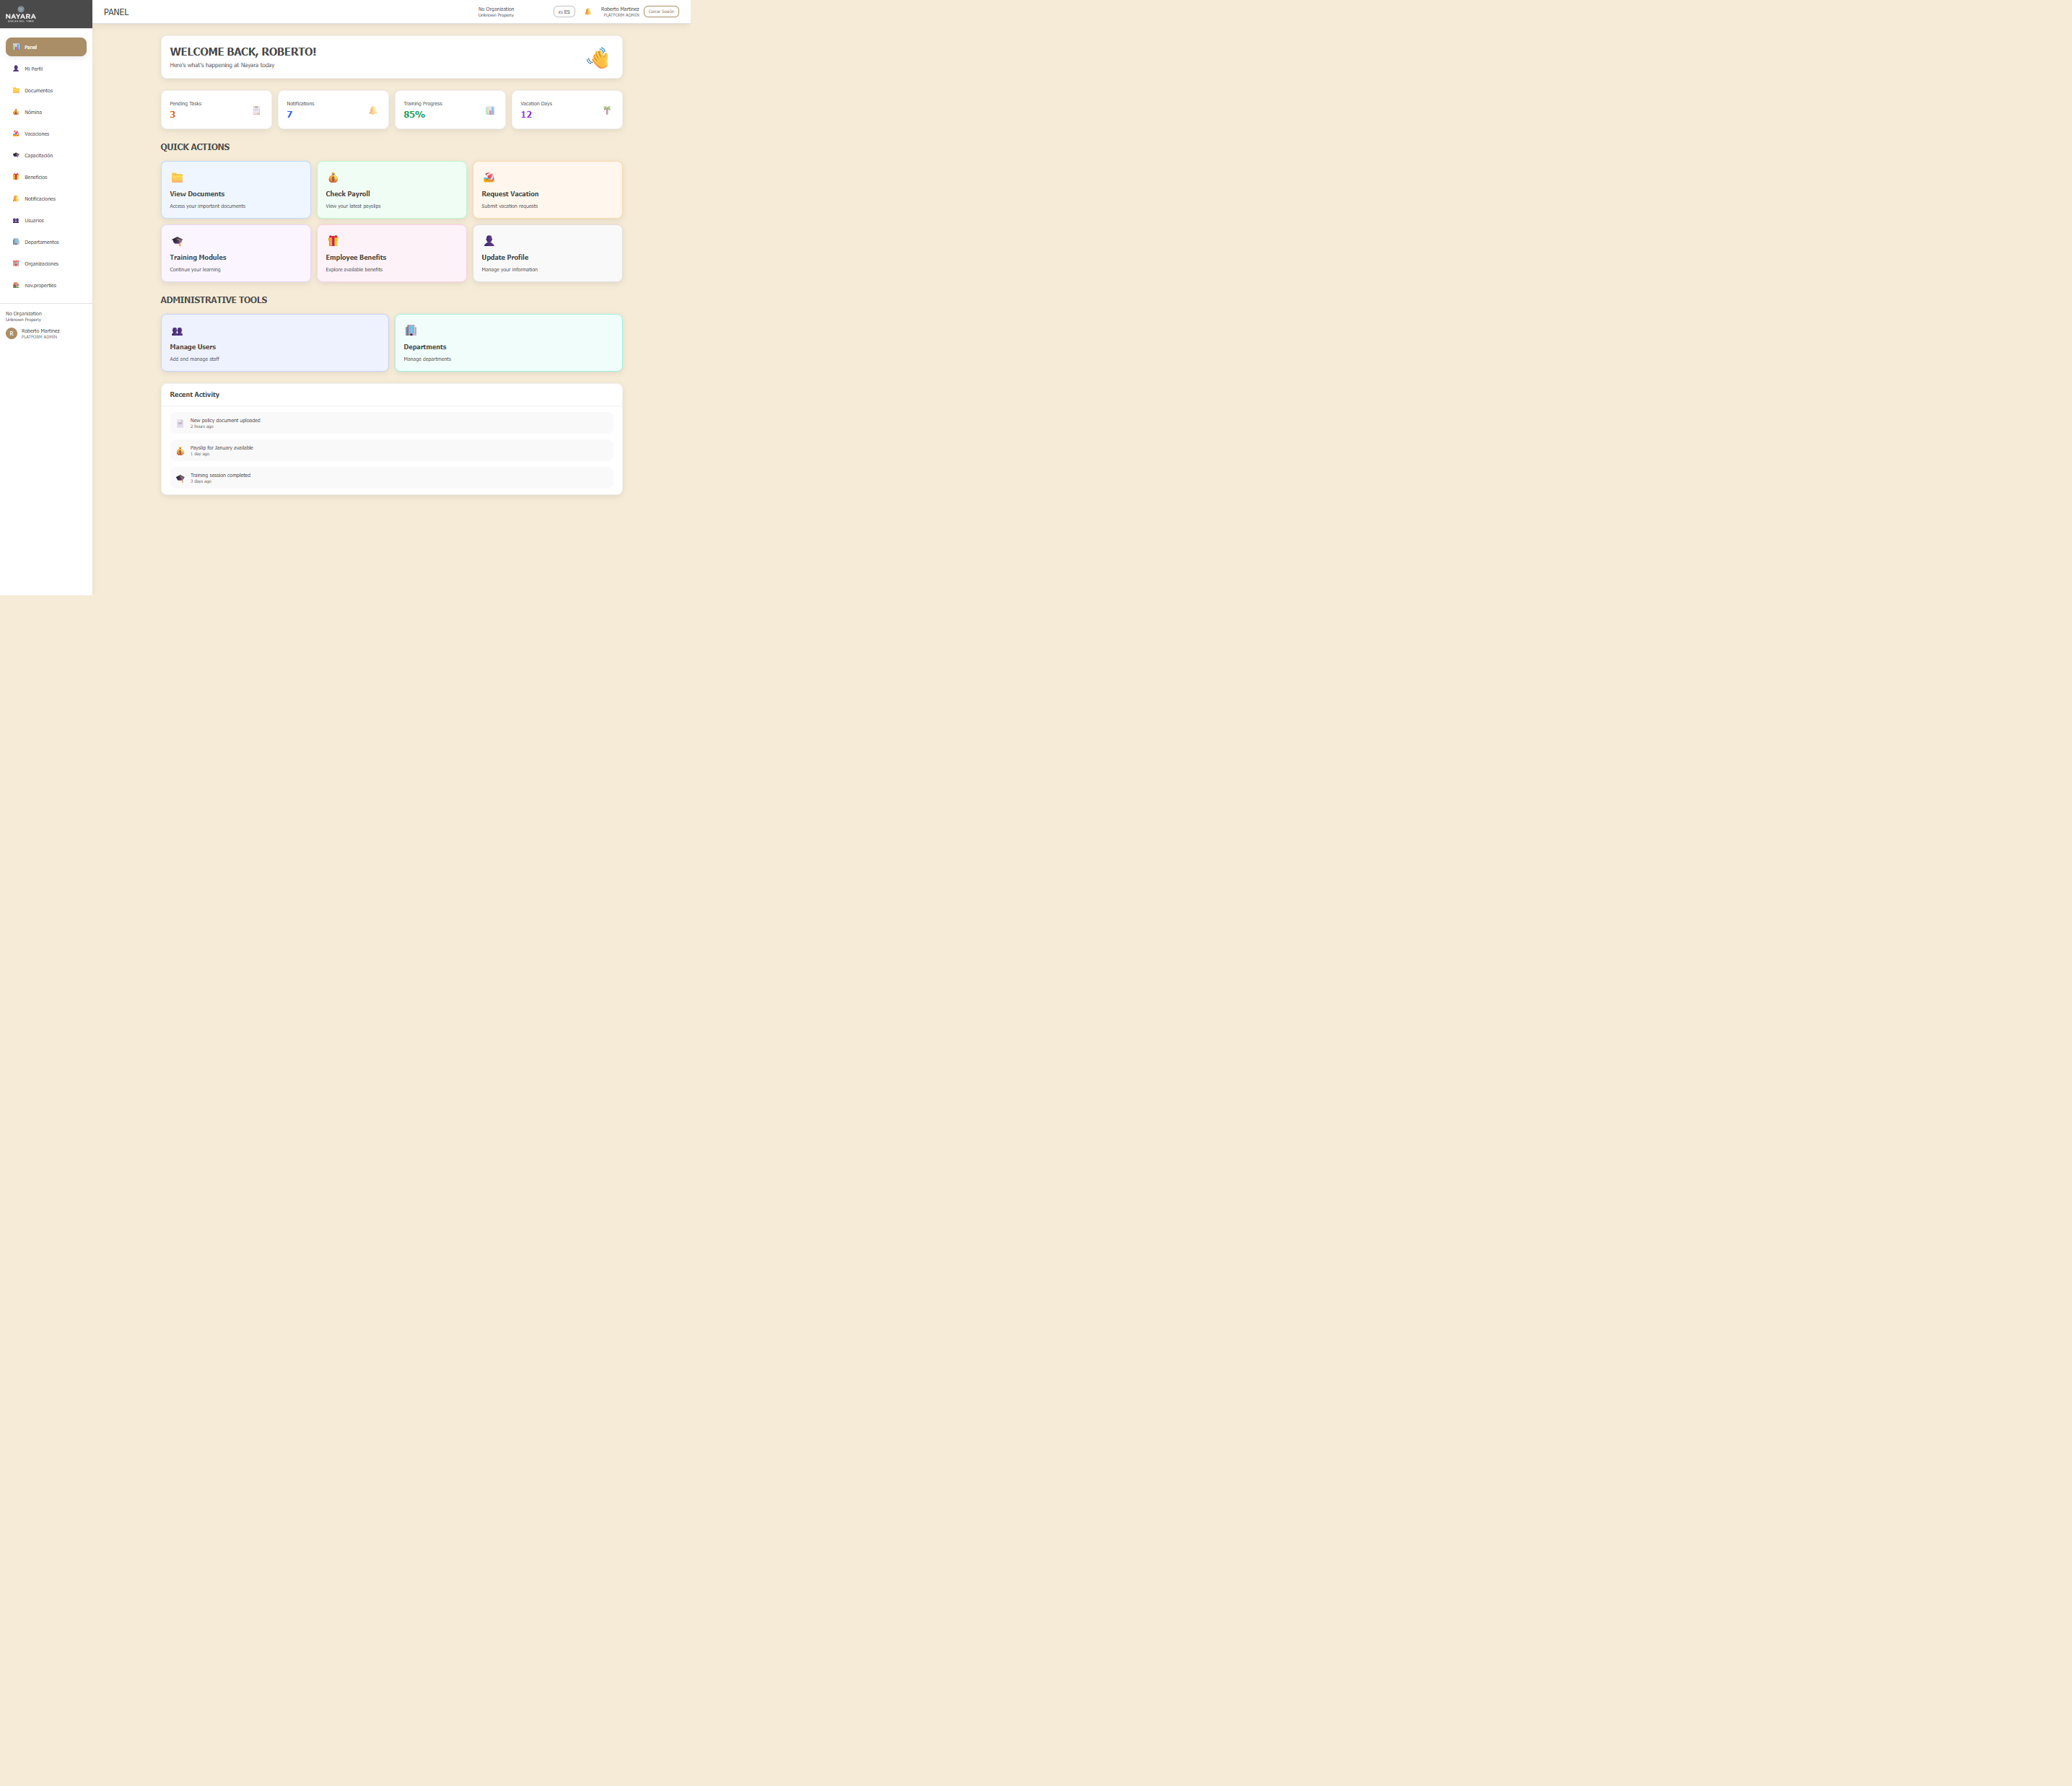 NAYARA
Panel
Mi Perfil
Documentos
Nómina
Vacaciones
Capacitación
Beneficios
Notificaciones
Usuarios
Departamentos
Organizaciones
nav.properties
No Organization
Unknown Property
R
Roberto Martinez
PLATFORM ADMIN
PANEL
No Organization
Unknown Property
ES
Roberto Martinez
PLATFORM ADMIN
Cerrar Sesión
WELCOME BACK, ROBERTO!
Here's what's happening at Nayara today
Pending Tasks
3
Notifications
7
Training Progress
85%
Vacation Days
12
QUICK ACTIONS
View Documents
Access your important documents
Check Payroll
View your latest payslips
Request Vacation
Submit vacation requests
Training Modules
Continue your learning
Employee Benefits
Explore available benefits
Update Profile
Manage your information
ADMINISTRATIVE TOOLS
Manage Users
Add and manage staff
Departments
Manage departments
Recent Activity
New policy document uploaded
2 hours ago
Payslip for January available
1 day ago
Training session completed
3 days ago